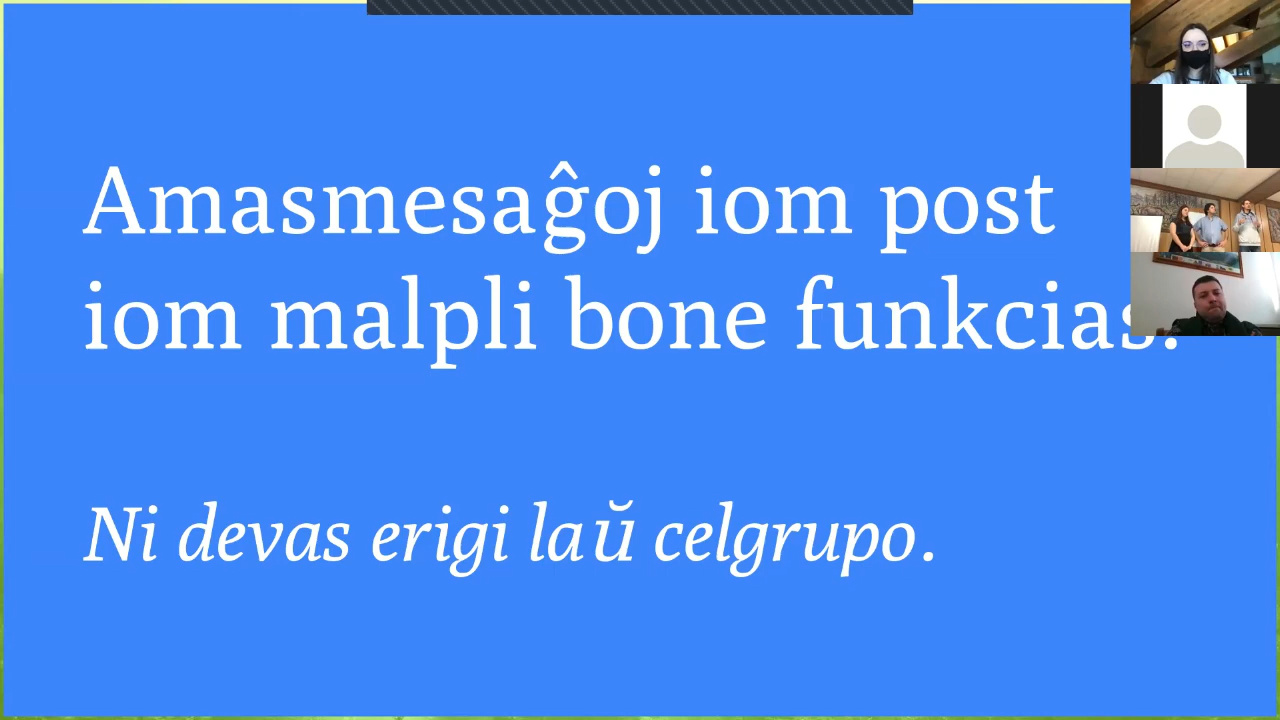 Amasmesaĝoj iom post
iom malpli bone funkcias.
Ni devas erigi laŭ celgrupo.